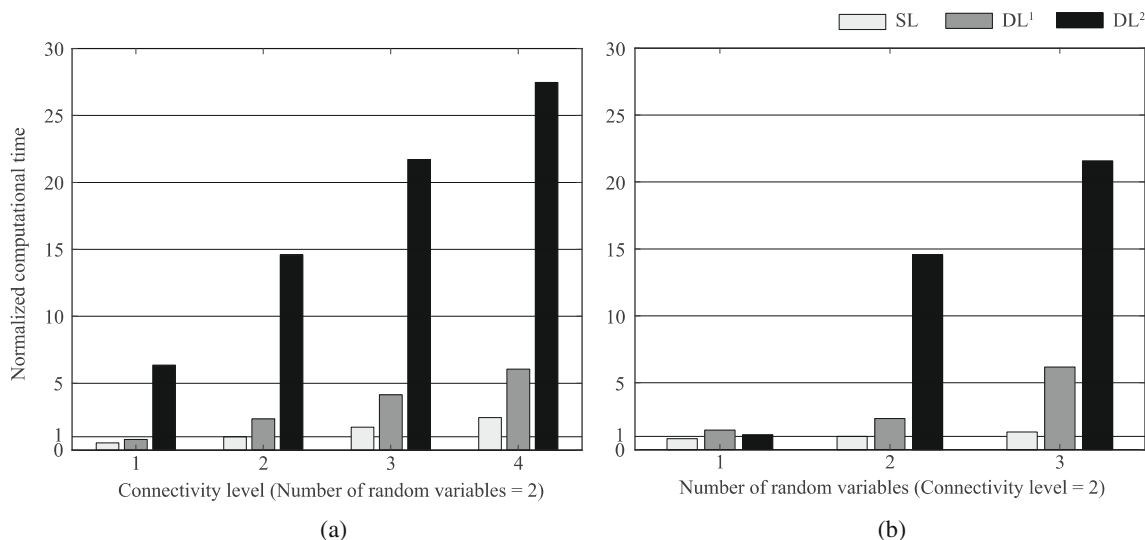 SL DL¹ DL²
Normalized computational time
30
25
20
15
10
5
1
0
1 2 3 4
Connectivity level (Number of random variables = 2)
(a)
30
25
20
15
10
5
1
0
1 2 3
Number of random variables (Connectivity level = 2)
(b)